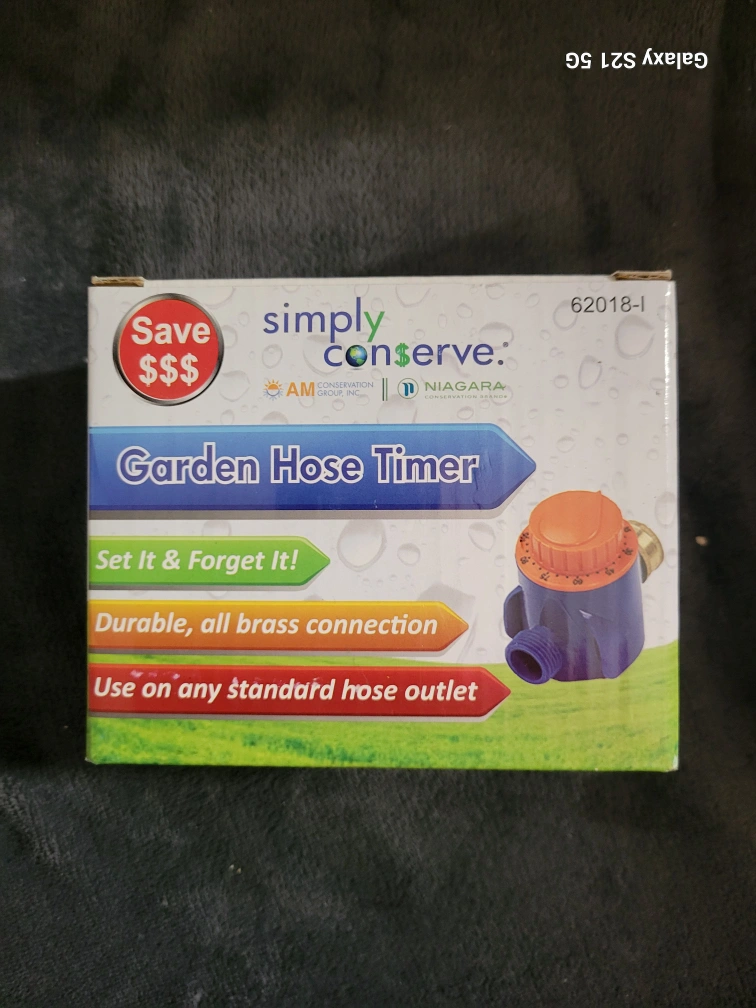 Galaxy S21 5G
Save
$$$
simply
con$erve.
62018-I
AM CONSERVATION
GROUP, INC.
NIAGARA
CONSERVATION
Garden Hose Timer
Set It & Forget It!
Durable, all brass connection
Use on any standard hose outlet